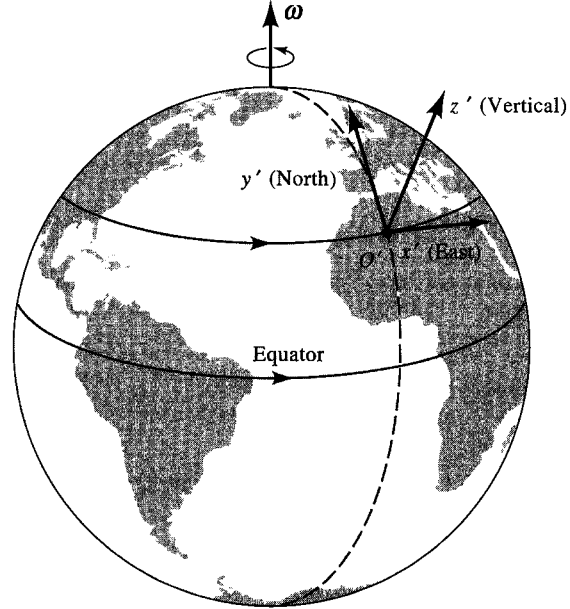 ω
z′ (Vertical)
y′ (North)
O′
x′ (East)
Equator